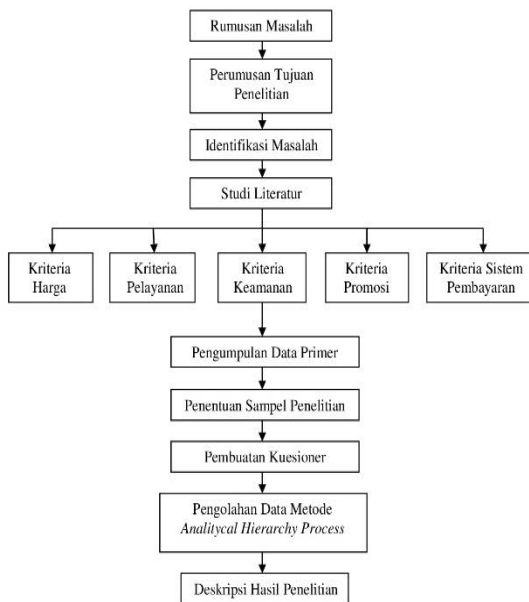 Rumusan Masalah
Perumusan Tujuan
Penelitian
Identifikasi Masalah
Studi Literatur
Kriteria
Harga
Kriteria
Pelayanan
Kriteria
Keamanan
Kriteria
Promosi
Kriteria Sistem
Pembayaran
Pengumpulan Data Primer
Penentuan Sampel Penelitian
Pembuatan Kuesioner
Pengolahan Data Metode
Analitycal Hierarchy Process
Deskripsi Hasil Penelitian